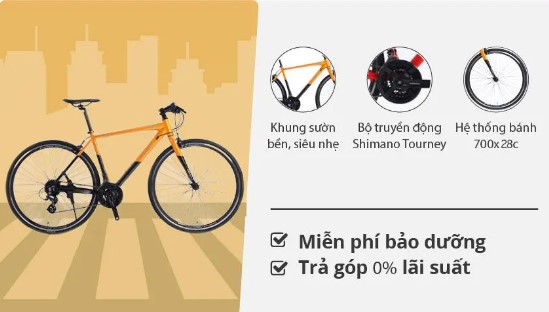 Khung sườn
bền, siêu nhẹ
Bộ truyền động
Shimano Tourney
Hệ thống bánh
700x28c
Miễn phí bảo dưỡng
Trả góp 0% lãi suất